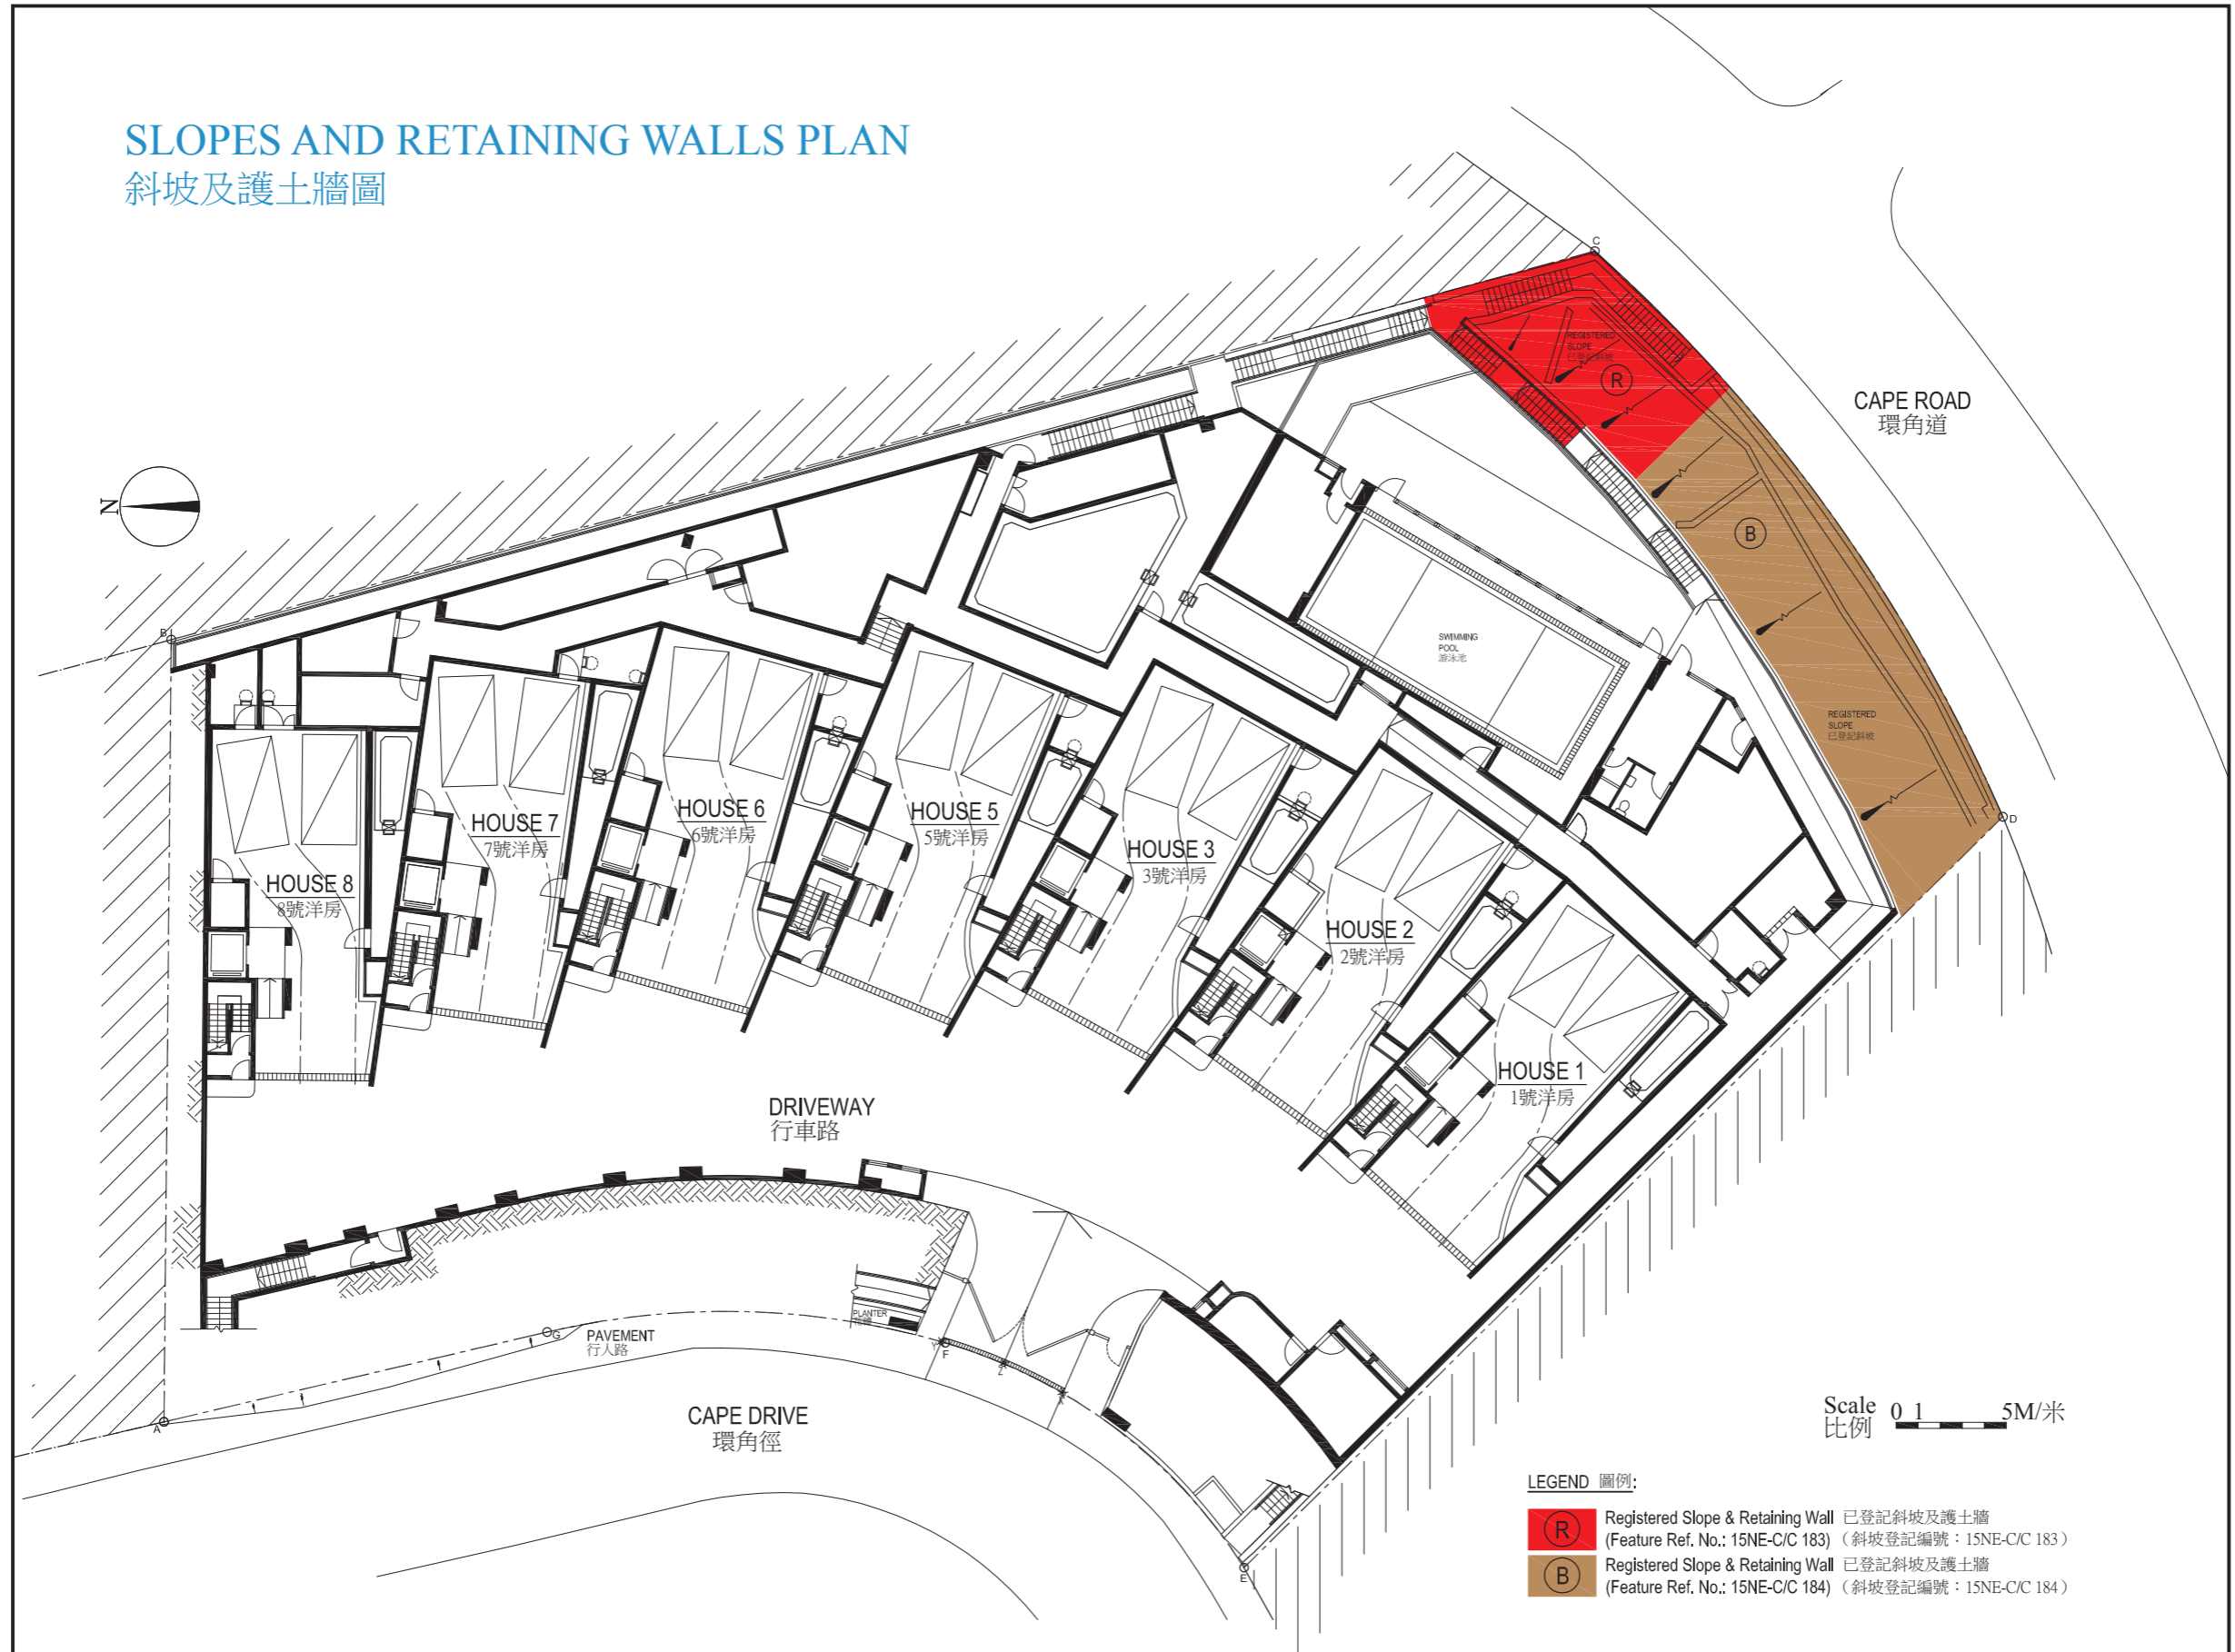 SLOPES AND RETAINING WALLS PLAN
斜坡及護土牆圖
C
REGISTERED
SLOPE
已登記斜坡
R
CAPE ROAD
環角道
N
B
B
SWIMMING
POOL
游泳池
REGISTERED
SLOPE
已登記斜坡
D
HOUSE 8
8號洋房
HOUSE 7
7號洋房
HOUSE 6
6號洋房
HOUSE 5
5號洋房
HOUSE 3
3號洋房
HOUSE 2
2號洋房
HOUSE 1
1號洋房
DRIVEWAY
行車路
PLANTER
G
PAVEMENT
行人路
Y
F
Z
X
A
CAPE DRIVE
環角徑
E
Scale 0 1 5M/米
比例
LEGEND 圖例:
R
Registered Slope & Retaining Wall 已登記斜坡及護土牆
(Feature Ref. No.: 15NE-C/C 183) （斜坡登記編號：15NE-C/C 183）
B
Registered Slope & Retaining Wall 已登記斜坡及護土牆
(Feature Ref. No.: 15NE-C/C 184) （斜坡登記編號：15NE-C/C 184）